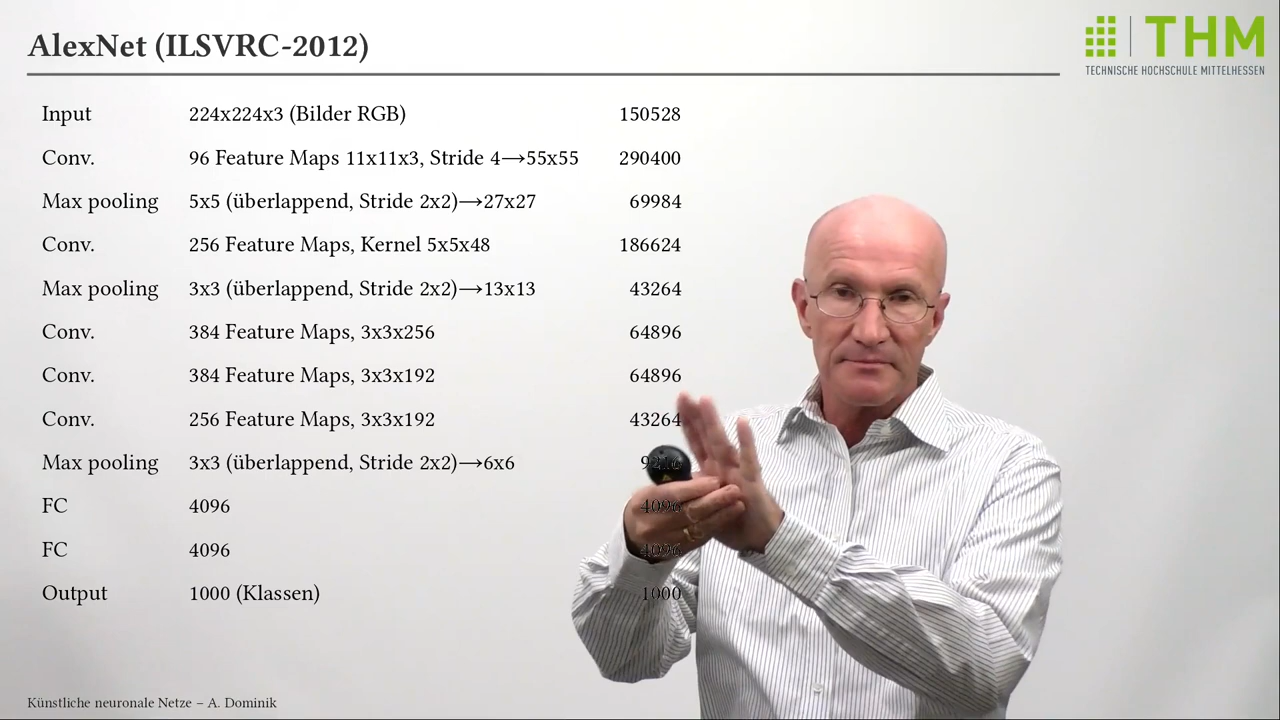 AlexNet (ILSVRC-2012)
THM
TECHNISCHE HOCHSCHULE MITTELHESSEN
Input 224x224x3 (Bilder RGB) 150528
Conv. 96 Feature Maps 11x11x3, Stride 4→55x55 290400
Max pooling 5x5 (überlappend, Stride 2x2)→27x27 69984
Conv. 256 Feature Maps, Kernel 5x5x48 186624
Max pooling 3x3 (überlappend, Stride 2x2)→13x13 43264
Conv. 384 Feature Maps, 3x3x256 64896
Conv. 384 Feature Maps, 3x3x192 64896
Conv. 256 Feature Maps, 3x3x192 43264
Max pooling 3x3 (überlappend, Stride 2x2)→6x6 9216
FC 4096 4096
FC 4096 4096
Output 1000 (Klassen) 1000
Künstliche neuronale Netze – A. Dominik